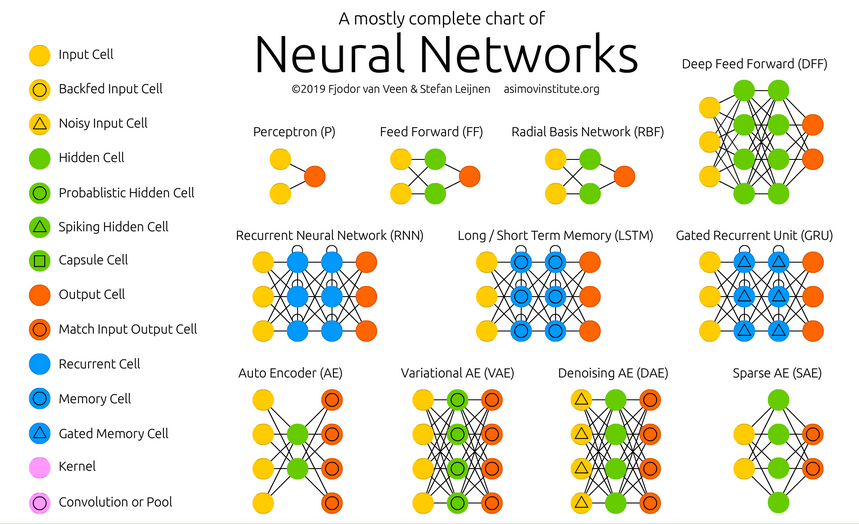 A mostly complete chart of
Neural Networks
©2019 Fjodor van Veen & Stefan Leijnen asimovinstitute.org
Input Cell
Backfed Input Cell
Noisy Input Cell
Hidden Cell
Probablistic Hidden Cell
Spiking Hidden Cell
Capsule Cell
Output Cell
Match Input Output Cell
Recurrent Cell
Memory Cell
Gated Memory Cell
Kernel
Convolution or Pool
Perceptron (P)
Feed Forward (FF)
Radial Basis Network (RBF)
Deep Feed Forward (DFF)
Recurrent Neural Network (RNN)
Long / Short Term Memory (LSTM)
Gated Recurrent Unit (GRU)
Auto Encoder (AE)
Variational AE (VAE)
Denoising AE (DAE)
Sparse AE (SAE)